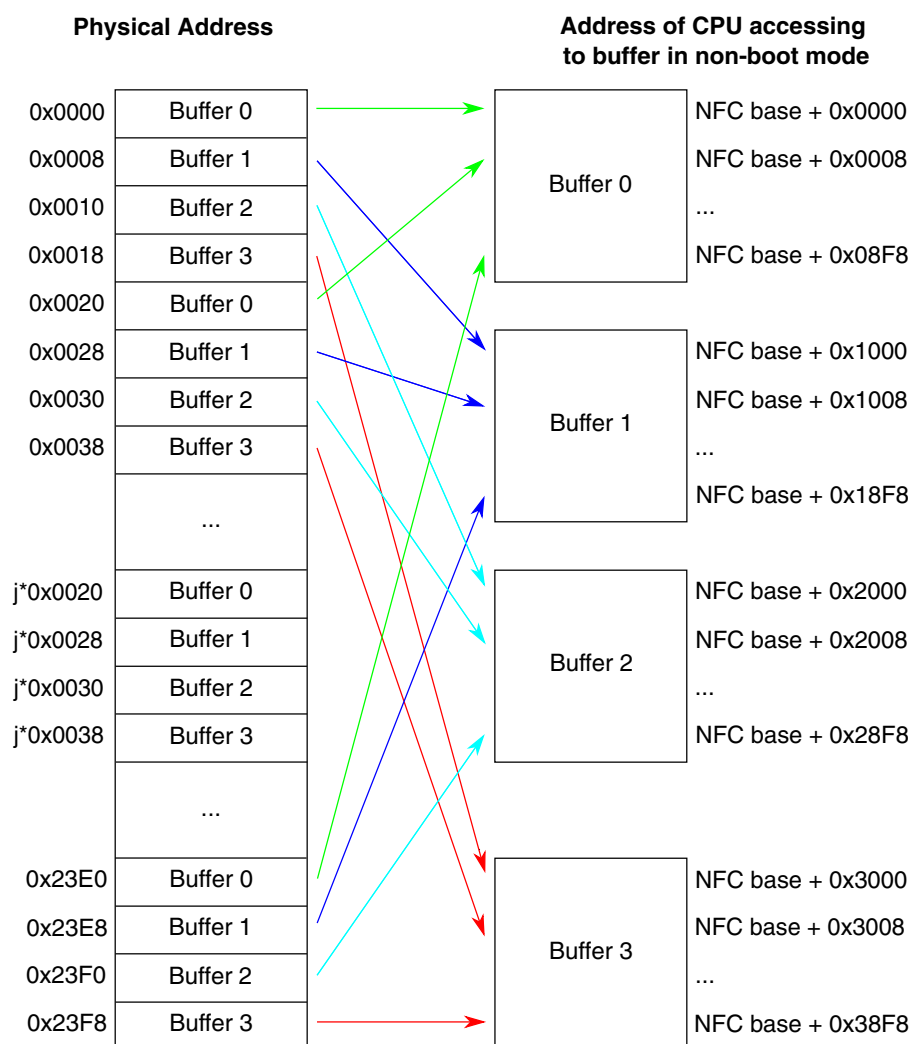 Physical Address
Address of CPU accessing
to buffer in non-boot mode
0x0000 Buffer 0
0x0008 Buffer 1
0x0010 Buffer 2
0x0018 Buffer 3
0x0020 Buffer 0
0x0028 Buffer 1
0x0030 Buffer 2
0x0038 Buffer 3
...
j*0x0020 Buffer 0
j*0x0028 Buffer 1
j*0x0030 Buffer 2
j*0x0038 Buffer 3
...
0x23E0 Buffer 0
0x23E8 Buffer 1
0x23F0 Buffer 2
0x23F8 Buffer 3
Buffer 0
NFC base + 0x0000
NFC base + 0x0008
...
NFC base + 0x08F8
Buffer 1
NFC base + 0x1000
NFC base + 0x1008
...
NFC base + 0x18F8
Buffer 2
NFC base + 0x2000
NFC base + 0x2008
...
NFC base + 0x28F8
Buffer 3
NFC base + 0x3000
NFC base + 0x3008
...
NFC base + 0x38F8